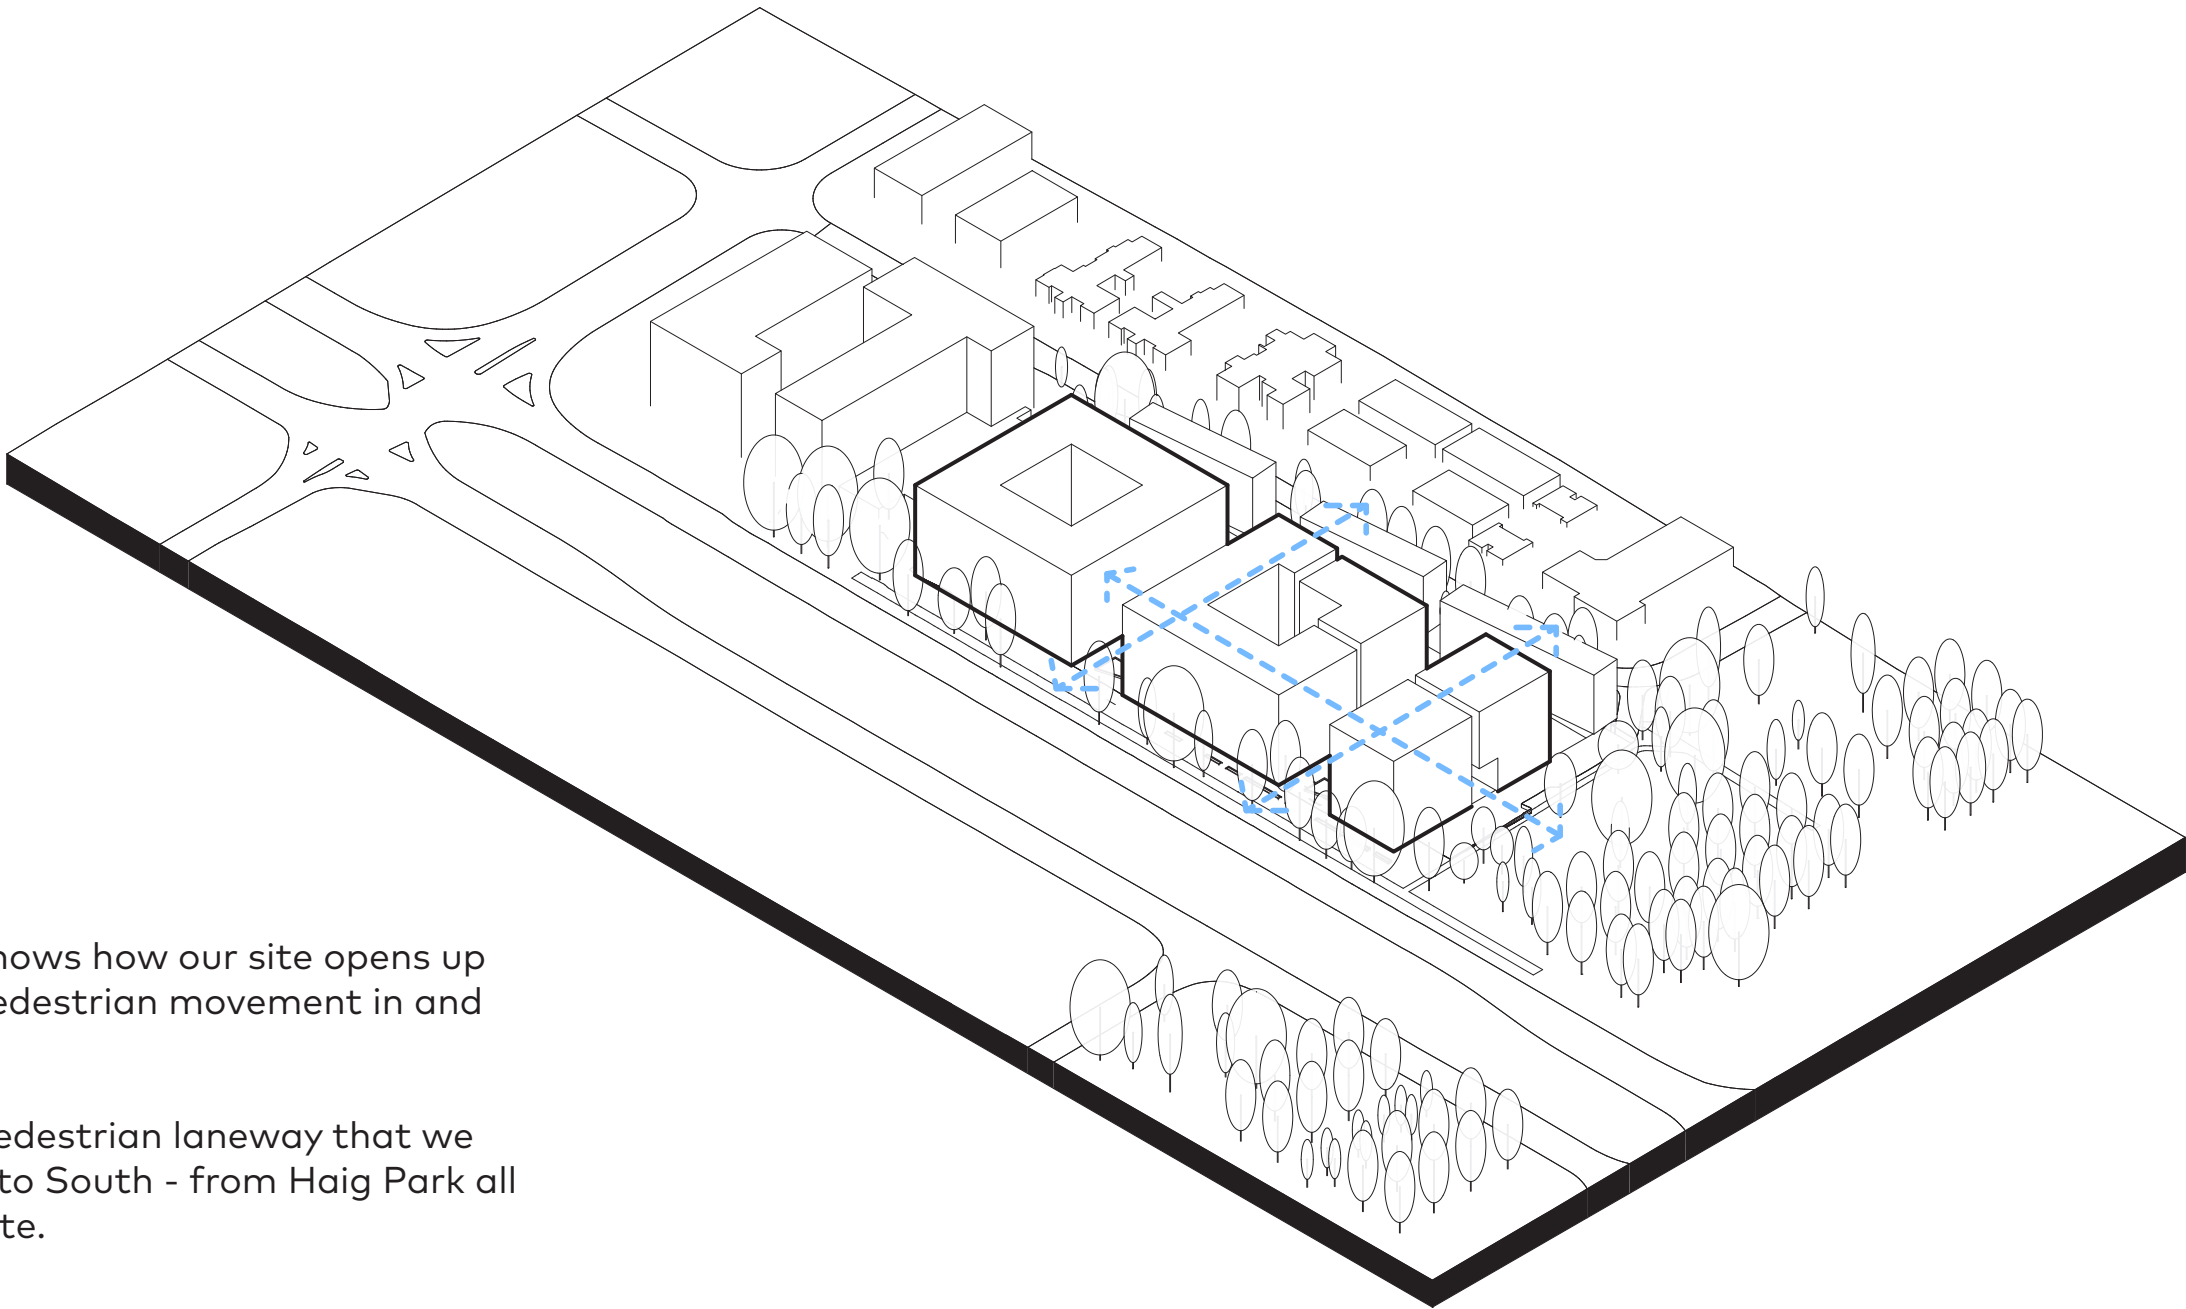 hows how our site opens up
edestrian movement in and
edestrian laneway that we
to South - from Haig Park all
te.